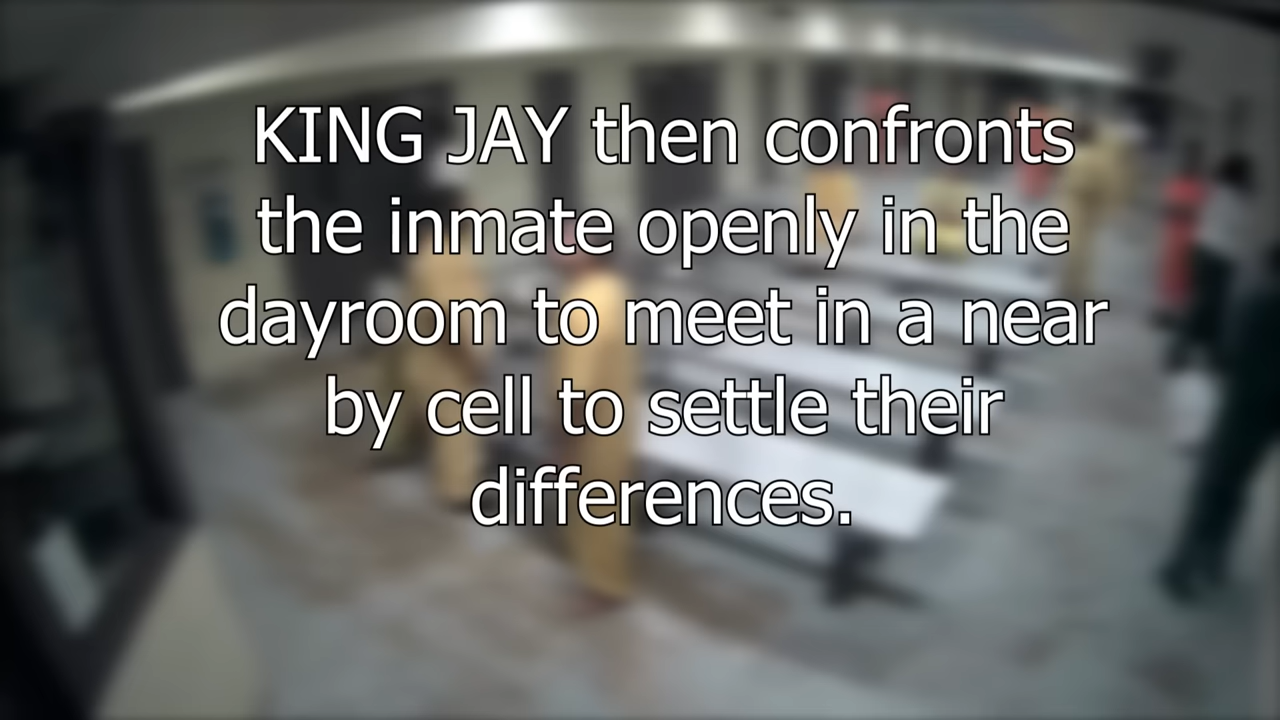 KING JAY then confronts
the inmate openly in the
dayroom to meet in a near
by cell to settle their
differences.